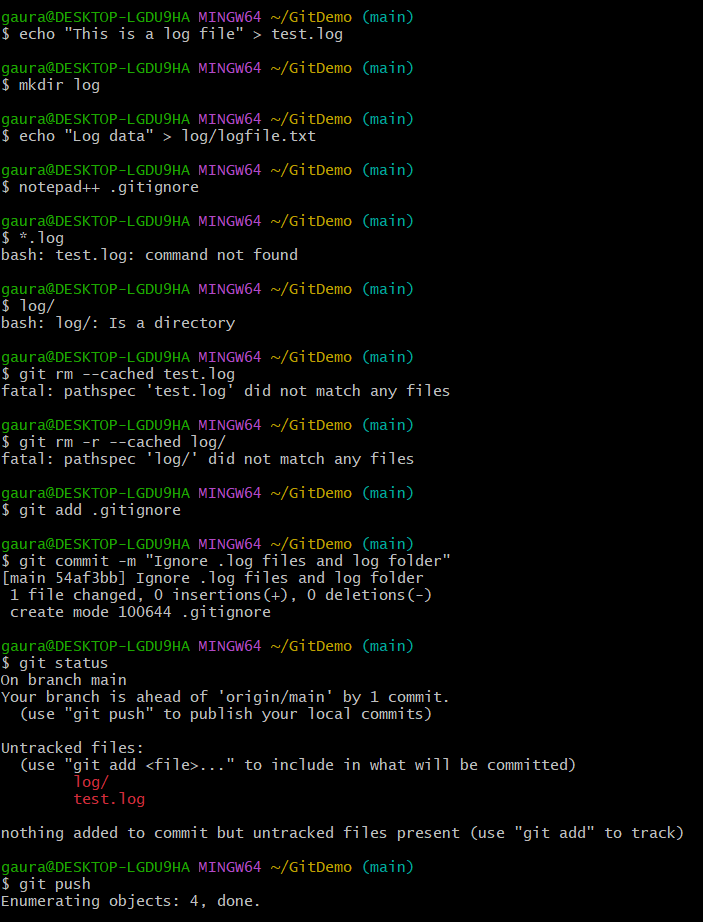 gaura@DESKTOP-LGDU9HA MINGW64 ~/GitDemo (main)
$ echo "This is a log file" > test.log
gaura@DESKTOP-LGDU9HA MINGW64 ~/GitDemo (main)
$ mkdir log
gaura@DESKTOP-LGDU9HA MINGW64 ~/GitDemo (main)
$ echo "Log data" > log/logfile.txt
gaura@DESKTOP-LGDU9HA MINGW64 ~/GitDemo (main)
$ notepad++ .gitignore
gaura@DESKTOP-LGDU9HA MINGW64 ~/GitDemo (main)
$ *.log
bash: test.log: command not found
gaura@DESKTOP-LGDU9HA MINGW64 ~/GitDemo (main)
$ log/
bash: log/: Is a directory
gaura@DESKTOP-LGDU9HA MINGW64 ~/GitDemo (main)
$ git rm --cached test.log
fatal: pathspec 'test.log' did not match any files
gaura@DESKTOP-LGDU9HA MINGW64 ~/GitDemo (main)
$ git rm -r --cached log/
fatal: pathspec 'log/' did not match any files
gaura@DESKTOP-LGDU9HA MINGW64 ~/GitDemo (main)
$ git add .gitignore
gaura@DESKTOP-LGDU9HA MINGW64 ~/GitDemo (main)
$ git commit -m "Ignore .log files and log folder"
[main 54af3bb] Ignore .log files and log folder
 1 file changed, 0 insertions(+), 0 deletions(-)
 create mode 100644 .gitignore
gaura@DESKTOP-LGDU9HA MINGW64 ~/GitDemo (main)
$ git status
On branch main
Your branch is ahead of 'origin/main' by 1 commit.
  (use "git push" to publish your local commits)
Untracked files:
  (use "git add <file>..." to include in what will be committed)
        log/
        test.log
nothing added to commit but untracked files present (use "git add" to track)
gaura@DESKTOP-LGDU9HA MINGW64 ~/GitDemo (main)
$ git push
Enumerating objects: 4, done.